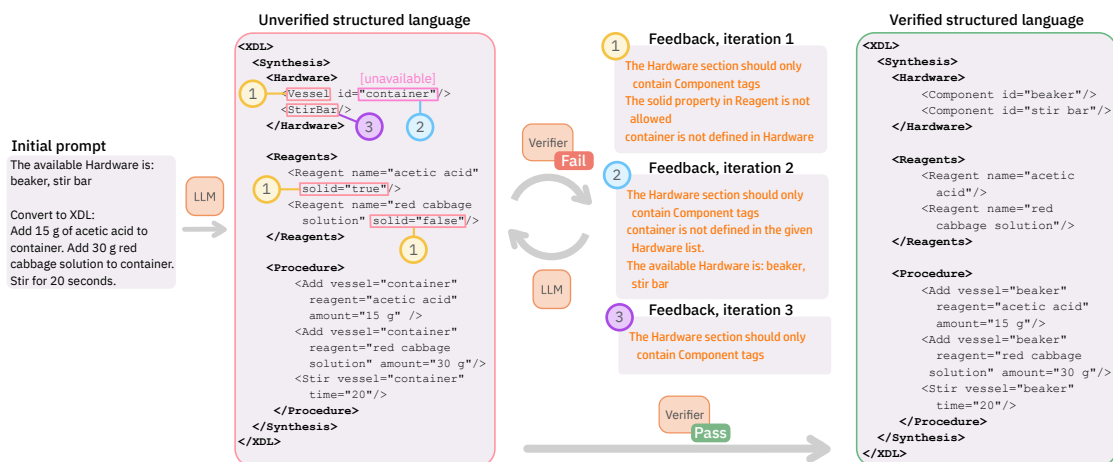 Unverified structured language
Verified structured language
Initial prompt
The available Hardware is:
beaker, stir bar
Convert to XDL:
Add 15 g of acetic acid to
container. Add 30 g red
cabbage solution to container.
Stir for 20 seconds.
LLM
<XDL>
<Synthesis>
<Hardware>
[unavailable]
1
<Vessel id="container"/>
<StirBar/>
3
2
</Hardware>
<Reagents>
<Reagent name="acetic acid"
1
solid="true"/>
<Reagent name="red cabbage
solution" solid="false"/>
</Reagents>
1
<Procedure>
<Add vessel="container"
reagent="acetic acid"
amount="15 g" />
<Add vessel="container"
reagent="red cabbage
solution" amount="30 g"/>
<Stir vessel="container"
time="20"/>
</Procedure>
</Synthesis>
</XDL>
Verifier
Fail
LLM
1
Feedback, iteration 1
The Hardware section should only
contain Component tags
The solid property in Reagent is not
allowed
container is not defined in Hardware
2
Feedback, iteration 2
The Hardware section should only
contain Component tags
container is not defined in the given
Hardware list.
The available Hardware is: beaker,
stir bar
3
Feedback, iteration 3
The Hardware section should only
contain Component tags
Verifier
Pass
<XDL>
<Synthesis>
<Hardware>
<Component id="beaker"/>
<Component id="stir bar"/>
</Hardware>
<Reagents>
<Reagent name="acetic
acid"/>
<Reagent name="red
cabbage solution"/>
</Reagents>
<Procedure>
<Add vessel="beaker"
reagent="acetic acid"
amount="15 g"/>
<Add vessel="beaker"
reagent="red cabbage
solution" amount="30 g"/>
<Stir vessel="beaker"
time="20"/>
</Procedure>
</Synthesis>
</XDL>